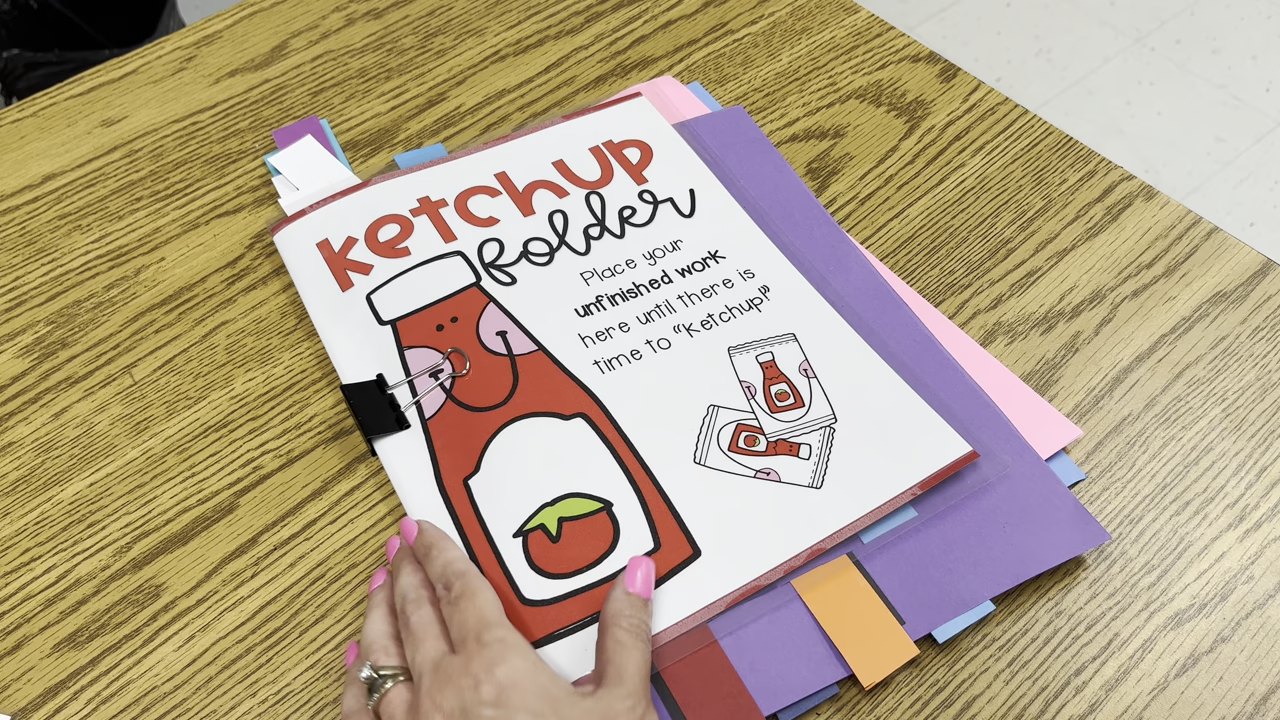 ketchup
folder
Place your
unfinished work
here until there is
time to “Ketchup!”